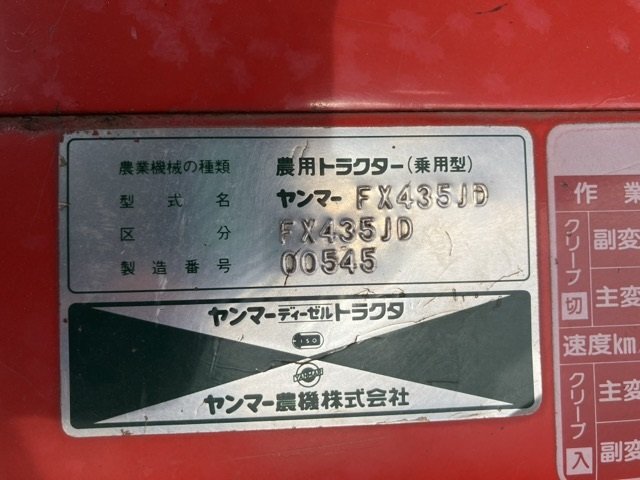 農業機械の種類 農用トラクター(乗用型)
型式名 ヤンマー FX435JD
区分 FX435JD
製造番号 00545
ヤンマーディーゼルトラクタ
ISO
YANMAR
ヤンマー農機株式会社
作業
クリープ切
副変
主変
速度km
クリープ入
主変
副変